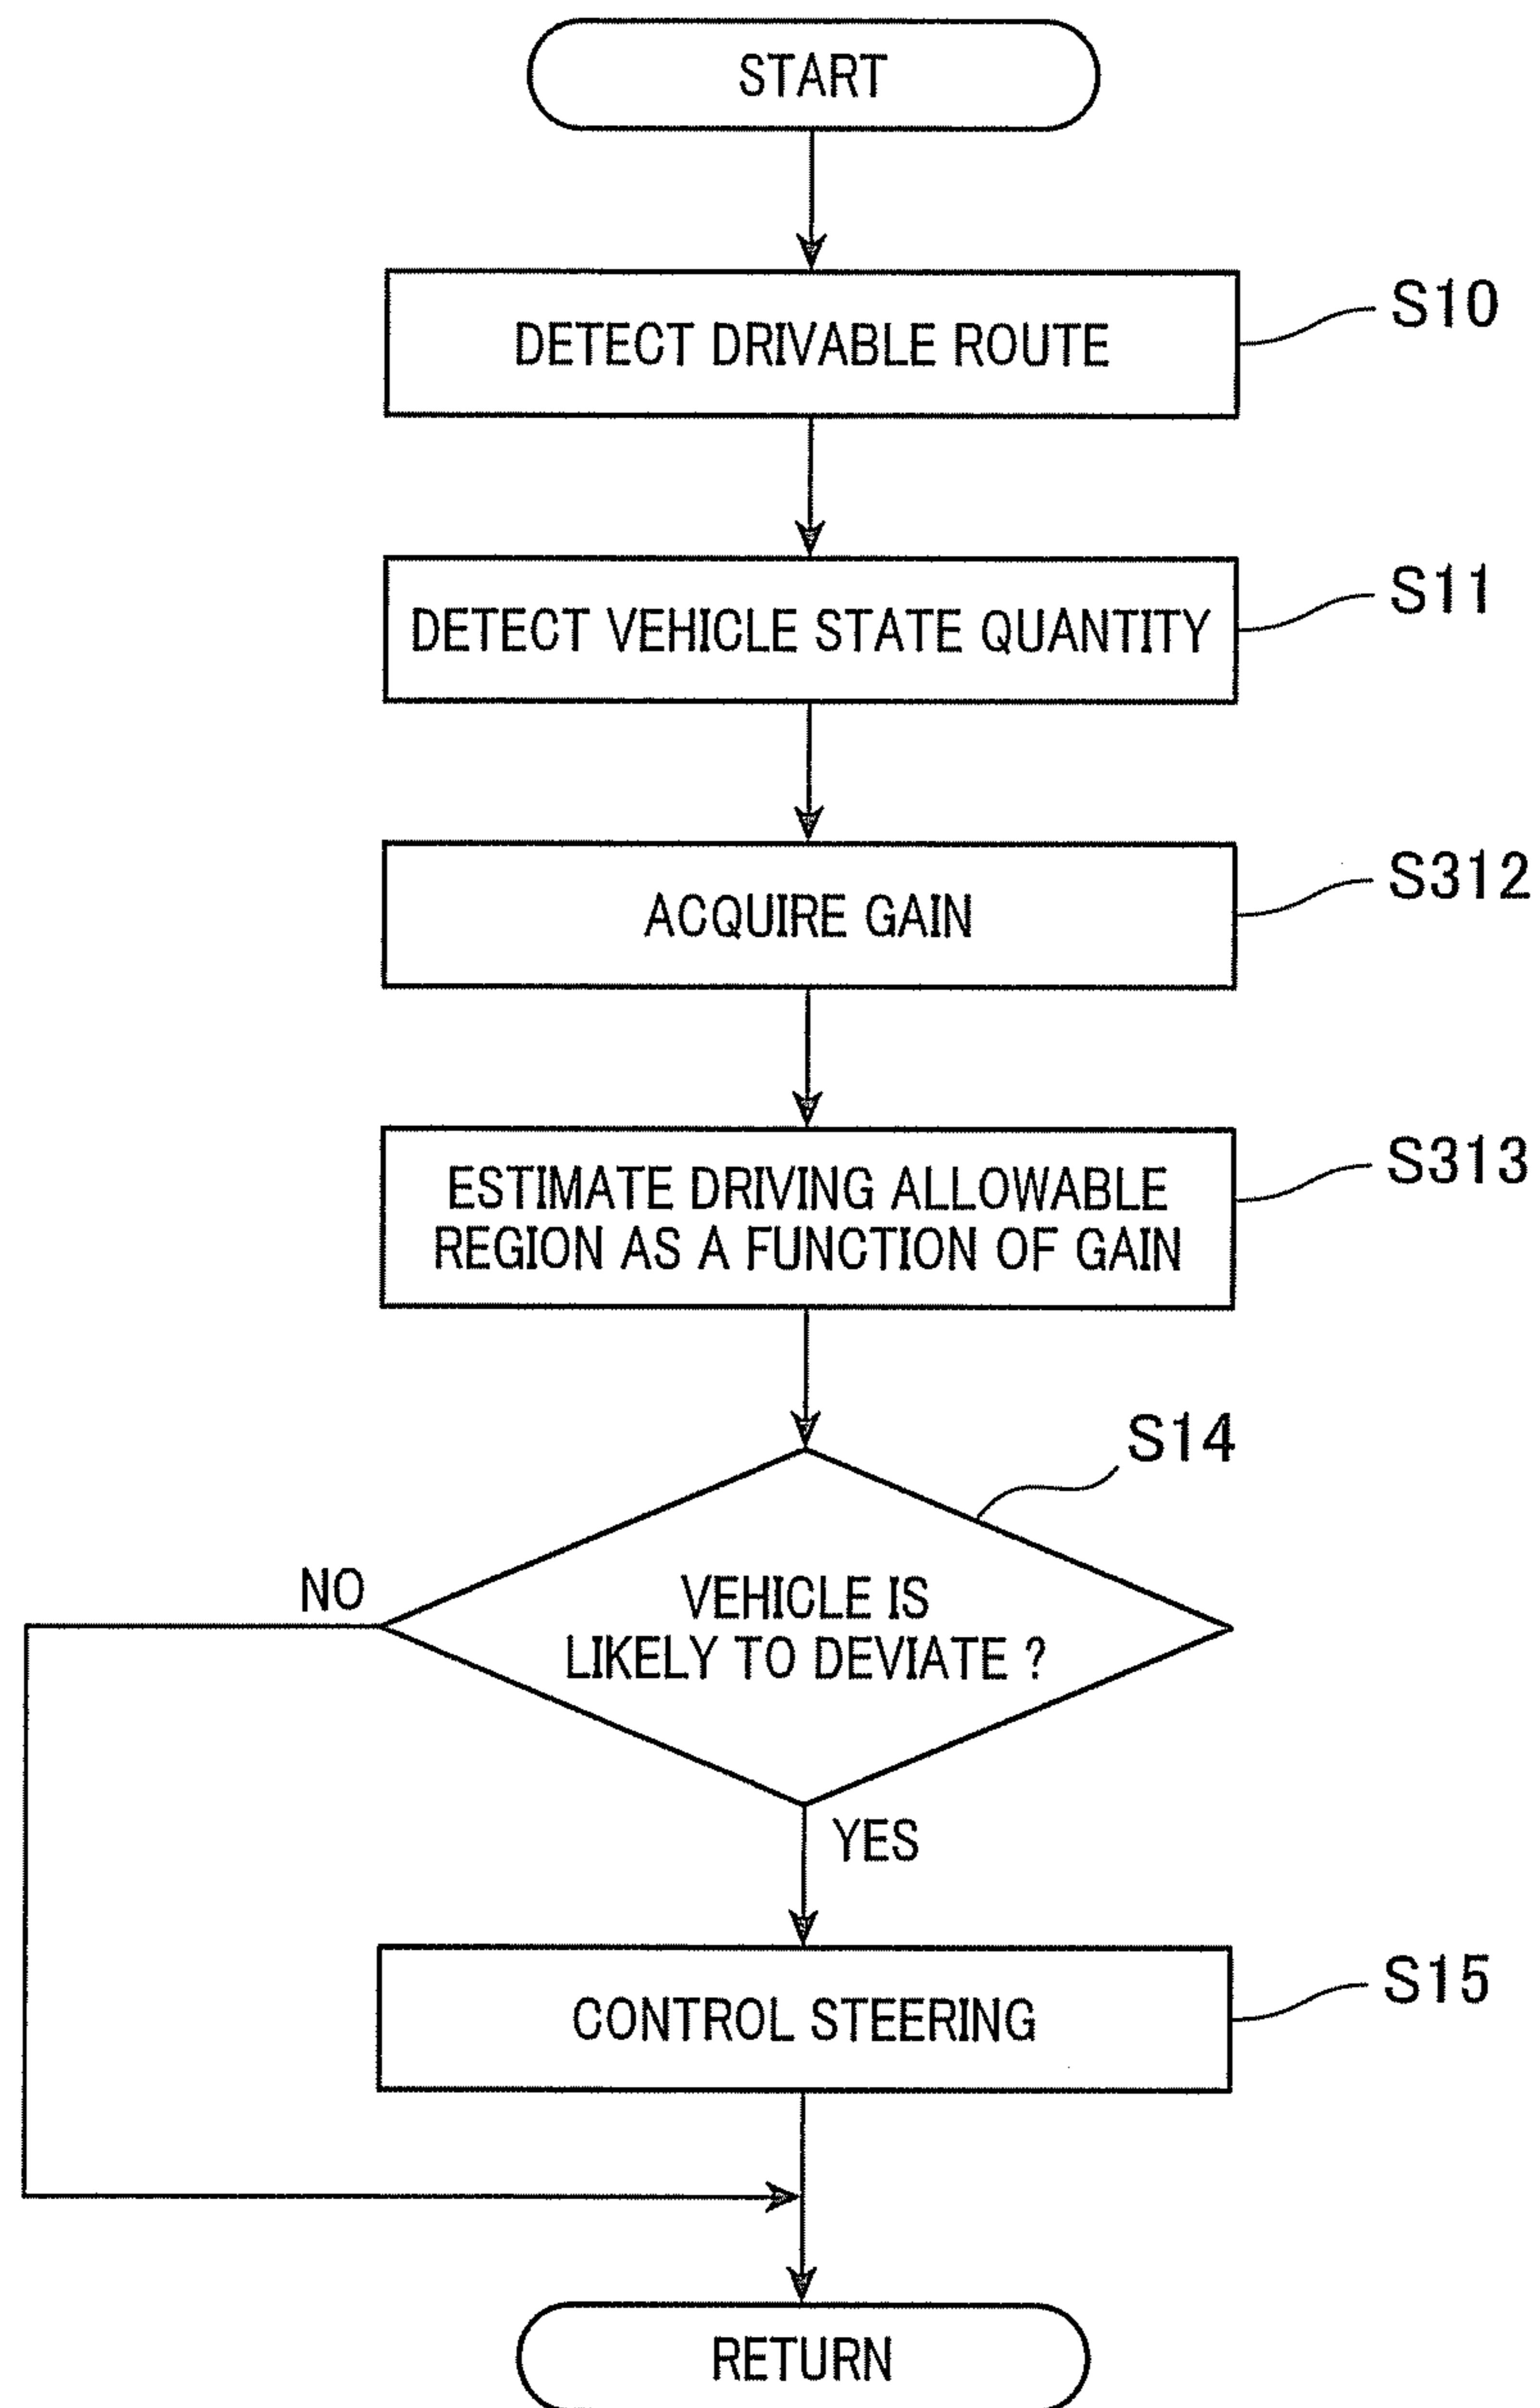 START
DETECT DRIVABLE ROUTE
S10
DETECT VEHICLE STATE QUANTITY
S11
ACQUIRE GAIN
S312
ESTIMATE DRIVING ALLOWABLE
REGION AS A FUNCTION OF GAIN
S313
S14
VEHICLE IS
LIKELY TO DEVIATE ?
NO
YES
CONTROL STEERING
S15
RETURN